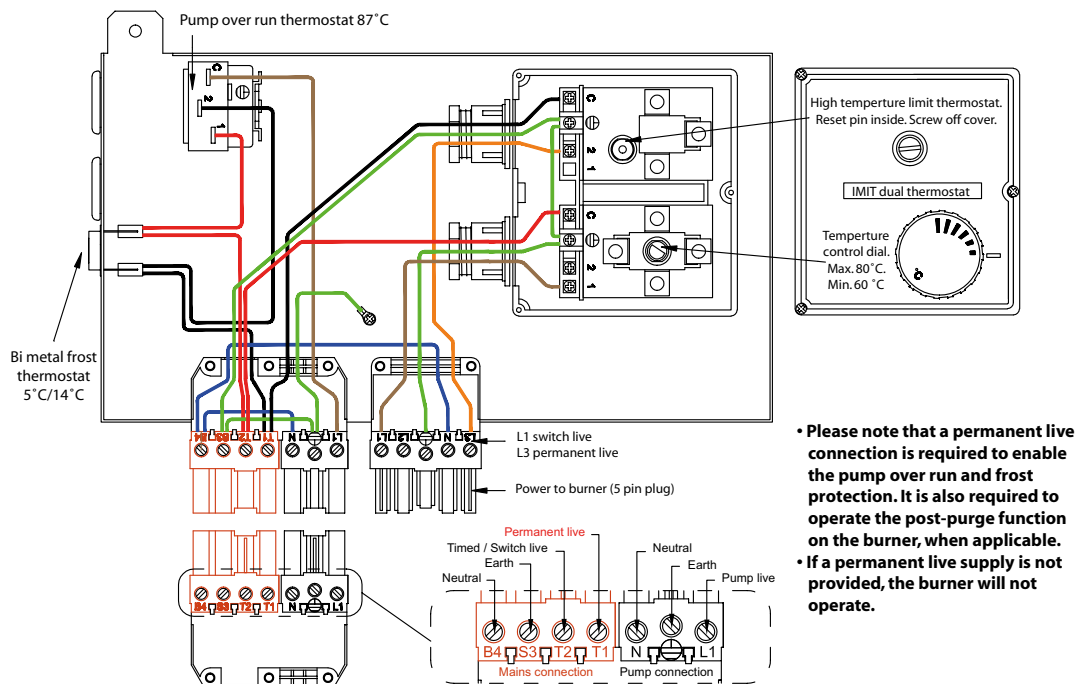 Pump over run thermostat 87˚C
C
2
1
C
2
1
C
2
1
High temperture limit thermostat.
Reset pin inside. Screw off cover.
IMIT dual thermostat
Temperture
control dial.
Max. 80˚C.
Min. 60 ˚C
˚C
Bi metal frost
thermostat
5˚C/14˚C
B4 S3 T2 T1 N L1
L1 L2 N L3
L1 switch live
L3 permanent live
Power to burner (5 pin plug)
• Please note that a permanent live
connection is required to enable
the pump over run and frost
protection. It is also required to
operate the post-purge function
on the burner, when applicable.
• If a permanent live supply is not
provided, the burner will not
operate.
B4 S3 T2 T1 N L1
Permanent live
Timed / Switch live
Earth
Neutral
Neutral
Earth
Pump live
B4 S3 T2 T1 N L1
Mains connection
Pump connection